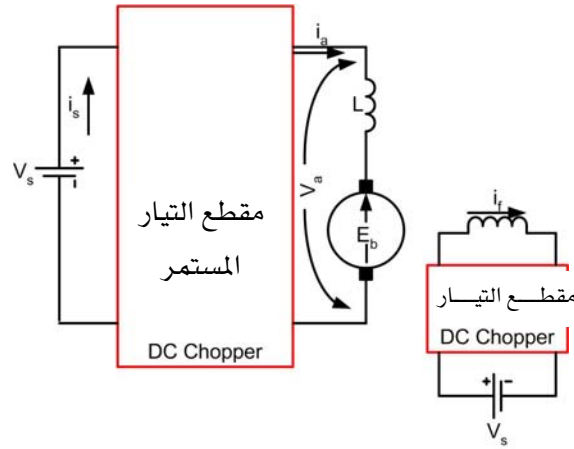 i_a
i_s
L
V_s
+
-
V_a
مقطع التيار
المستمر
E_b
DC Chopper
i_f
مقطـــع التيـــار
DC Chopper
+ -
V_s